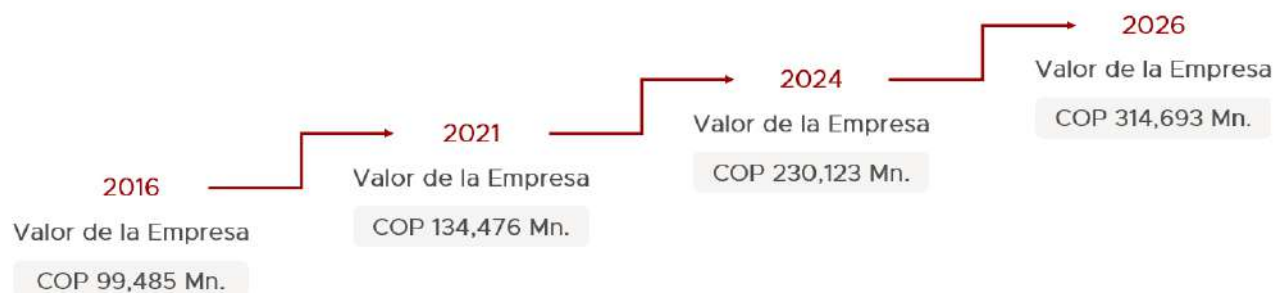 2016
Valor de la Empresa
COP 99,485 Mn.
2021
Valor de la Empresa
COP 134,476 Mn.
2024
Valor de la Empresa
COP 230,123 Mn.
2026
Valor de la Empresa
COP 314,693 Mn.